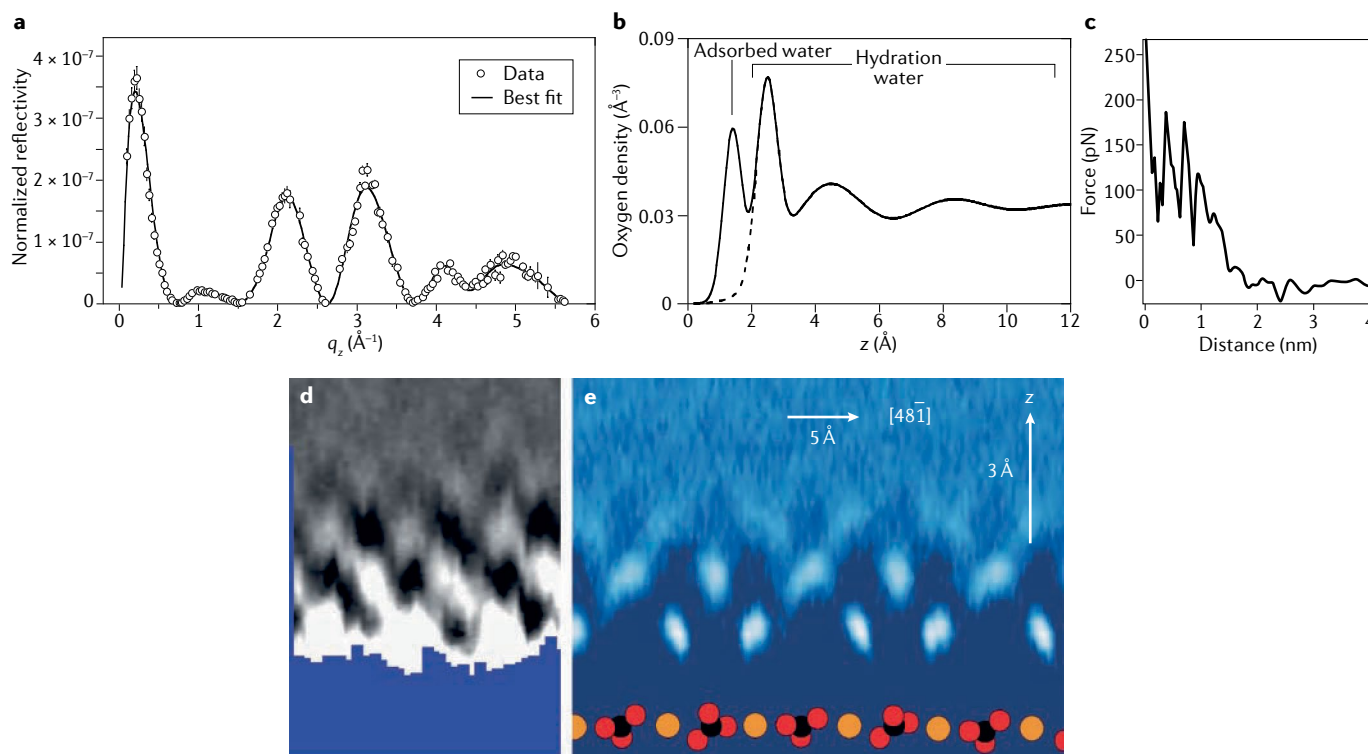 a
Normalized reflectivity
4 × 10⁻⁷
3 × 10⁻⁷
2 × 10⁻⁷
1 × 10⁻⁷
0
0 1 2 3 4 5 6
q_z (Å⁻¹)
Data
Best fit
b
Oxygen density (Å⁻³)
0.09
0.06
0.03
0
0 2 4 6 8 10 12
z (Å)
Adsorbed water
Hydration
water
c
Force (pN)
250
200
150
100
50
0
0 1 2 3 4
Distance (nm)
d
e
5 Å
[481̅]
z
3 Å